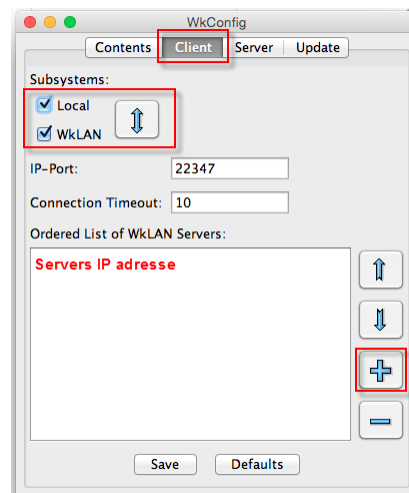 WkConfig
Contents Client Server Update
Subsystems:
Local
WkLAN
IP-Port: 22347
Connection Timeout: 10
Ordered List of WkLAN Servers:
Servers IP adresse
Save Defaults